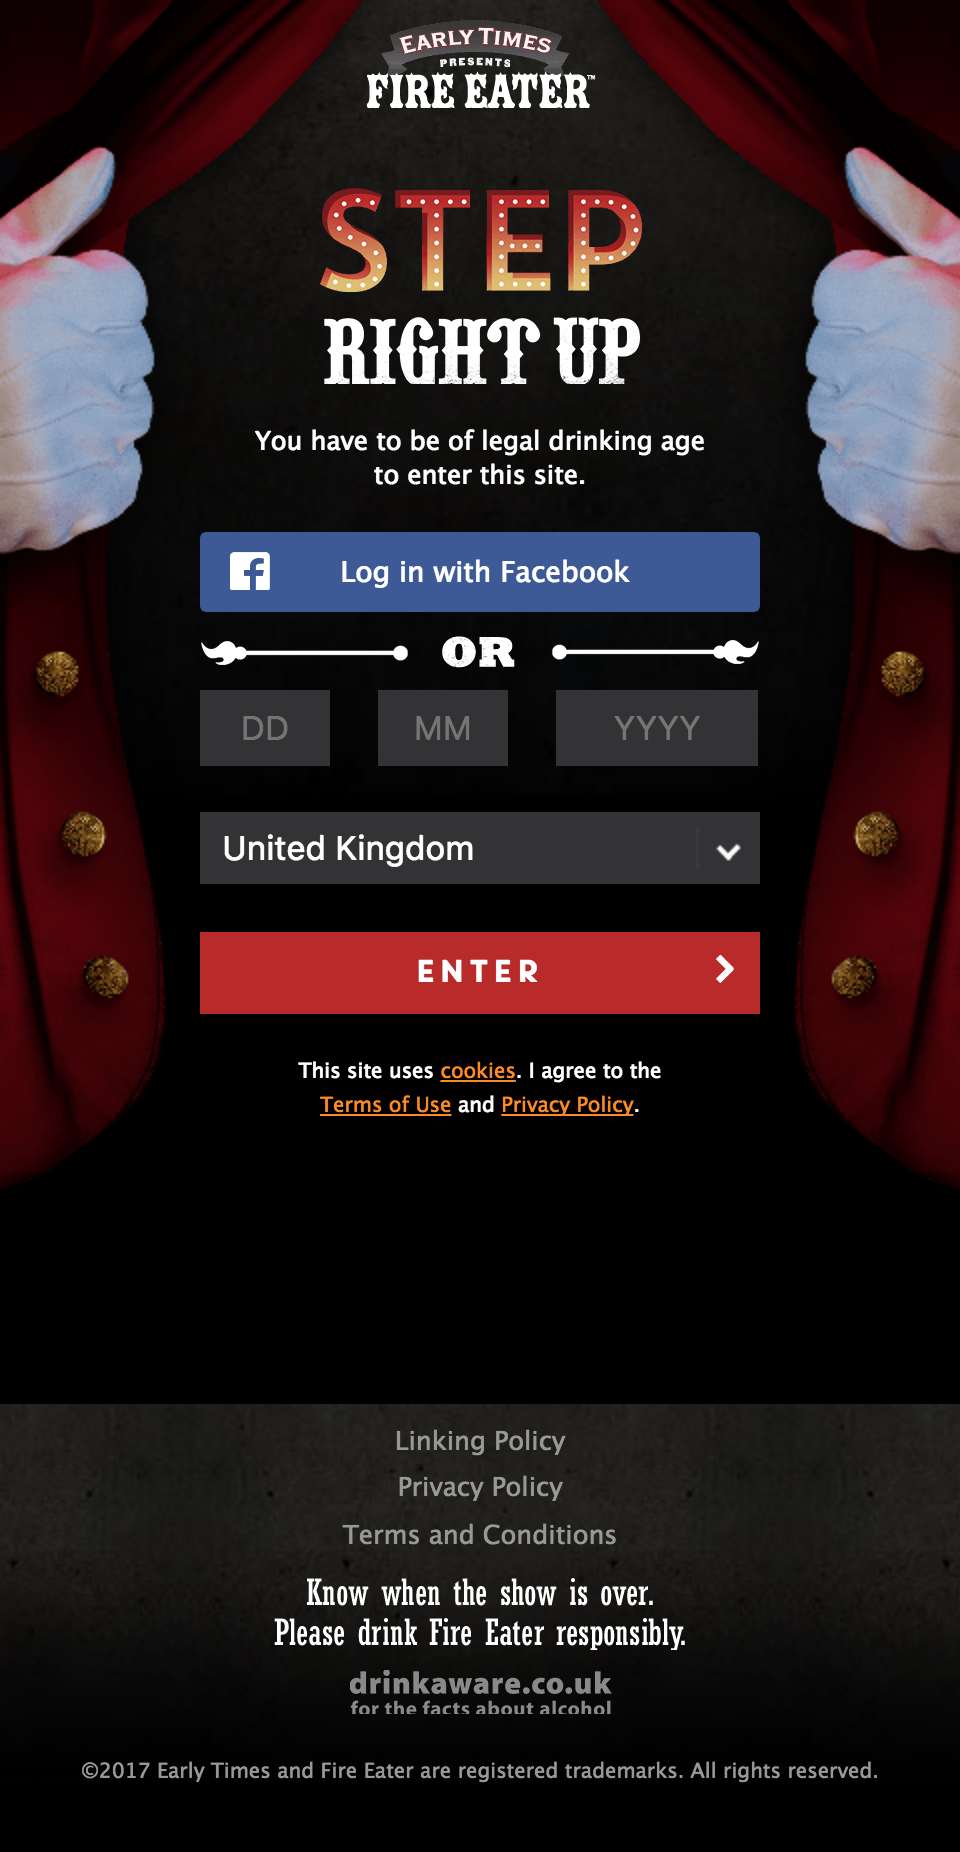 EARLY TIMES
PRESENTS
FIRE EATER™
STEP
RIGHT UP
You have to be of legal drinking age
to enter this site.
Log in with Facebook
OR
DD MM YYYY
United Kingdom
ENTER
This site uses cookies. I agree to the
Terms of Use and Privacy Policy.
Linking Policy
Privacy Policy
Terms and Conditions
Know when the show is over.
Please drink Fire Eater responsibly.
drinkaware.co.uk
for the facts about alcohol
©2017 Early Times and Fire Eater are registered trademarks. All rights reserved.